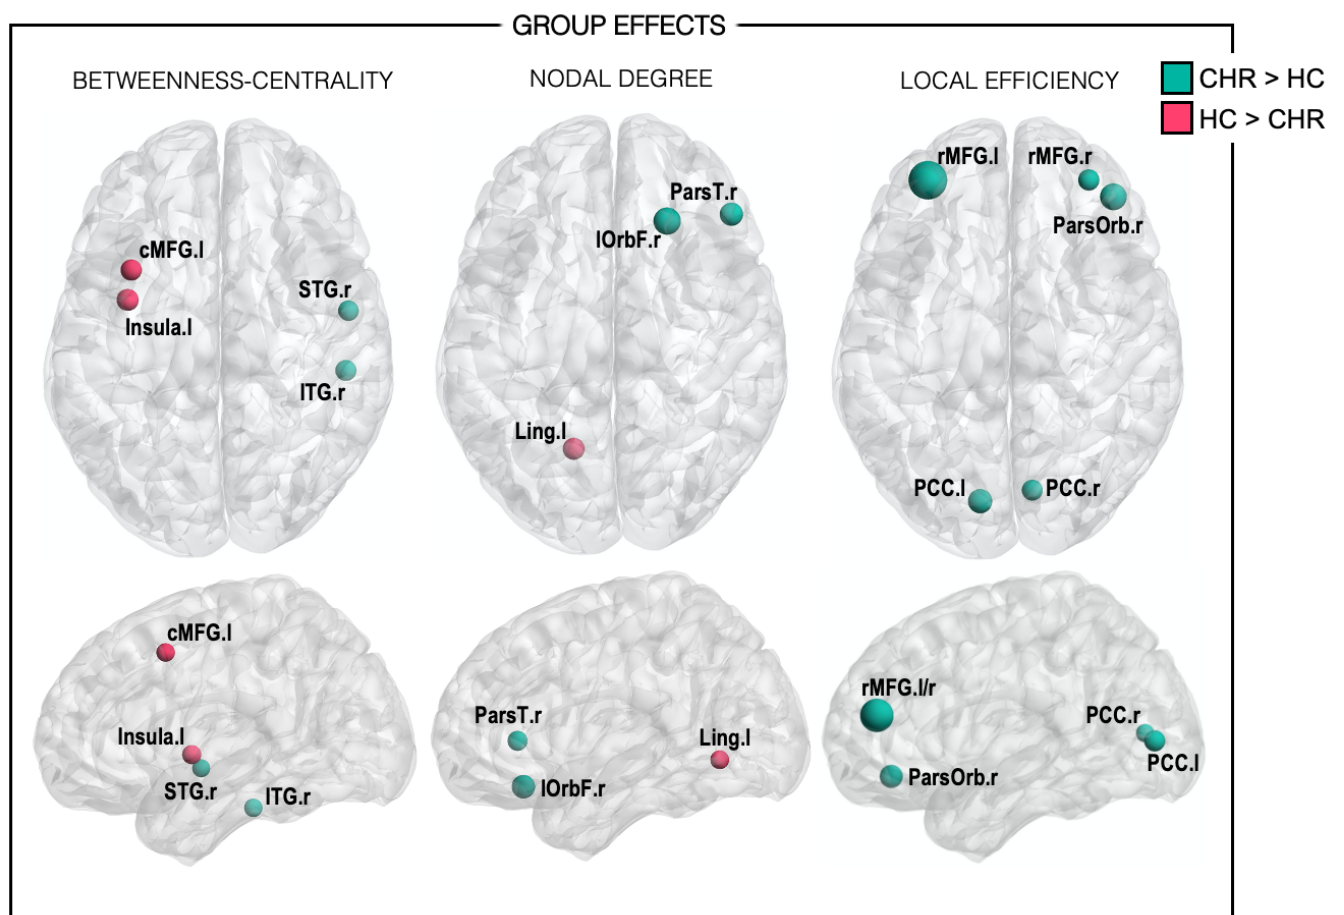 GROUP EFFECTS
BETWEENNESS-CENTRALITY
NODAL DEGREE
LOCAL EFFICIENCY
CHR > HC
HC > CHR
cMFG.l
Insula.l
STG.r
ITG.r
ParsT.r
lOrbF.r
Ling.l
rMFG.l
rMFG.r
ParsOrb.r
PCC.l
PCC.r
cMFG.l
Insula.l
STG.r
ITG.r
ParsT.r
lOrbF.r
Ling.l
rMFG.l/r
ParsOrb.r
PCC.r
PCC.l